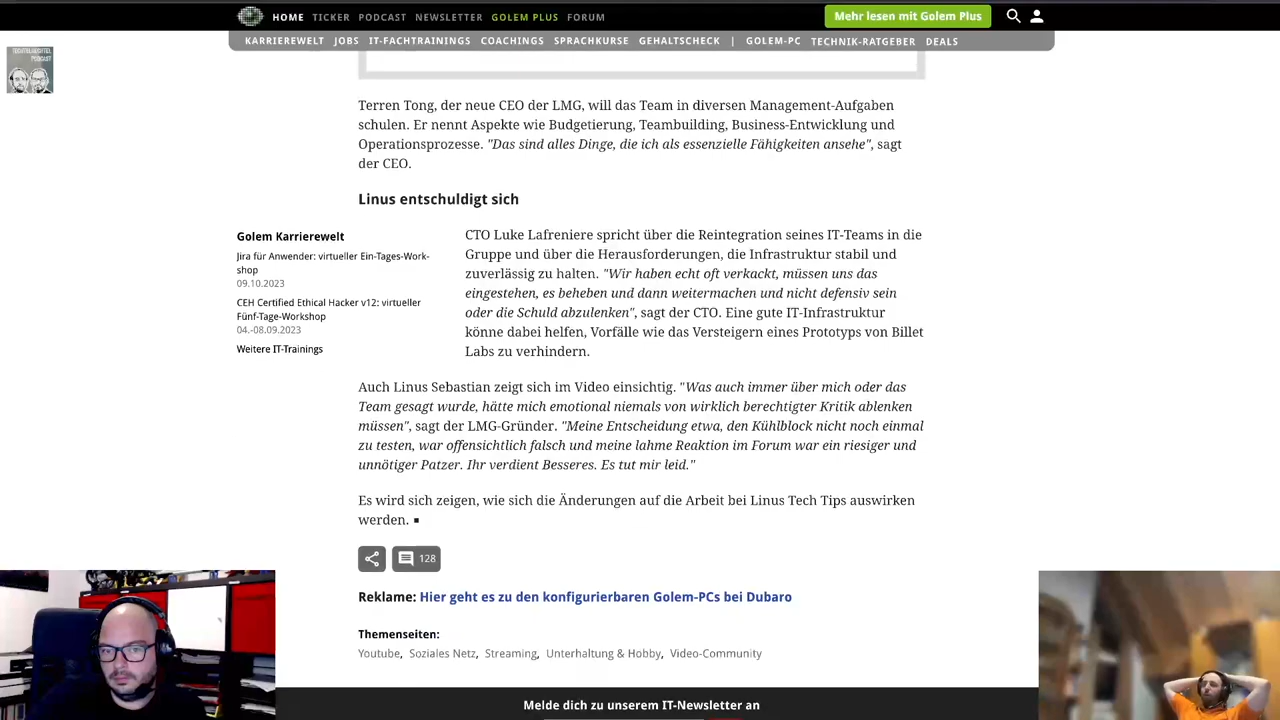 HOME TICKER PODCAST NEWSLETTER GOLEM PLUS FORUM Mehr lesen mit Golem Plus
KARRIEREWELT JOBS IT-FACHTRAININGS COACHINGS SPRACHKURSE GEHALTSCHECK | GOLEM-PC TECHNIK-RATGEBER DEALS
PODCAST
Terren Tong, der neue CEO der LMG, will das Team in diversen Management-Aufgaben
schulen. Er nennt Aspekte wie Budgetierung, Teambuilding, Business-Entwicklung und
Operationsprozesse. "Das sind alles Dinge, die ich als essenzielle Fähigkeiten ansehe", sagt
der CEO.
Linus entschuldigt sich
Golem Karrierewelt
Jira für Anwender: virtueller Ein-Tages-Work-
shop
09.10.2023
CEH Certified Ethical Hacker v12: virtueller
Fünf-Tage-Workshop
04.-08.09.2023
Weitere IT-Trainings
CTO Luke Lafreniere spricht über die Reintegration seines IT-Teams in die
Gruppe und über die Herausforderungen, die Infrastruktur stabil und
zuverlässig zu halten. "Wir haben echt oft verkackt, müssen uns das
eingestehen, es beheben und dann weitermachen und nicht defensiv sein
oder die Schuld abzulenken", sagt der CTO. Eine gute IT-Infrastruktur
könne dabei helfen, Vorfälle wie das Versteigern eines Prototyps von Billet
Labs zu verhindern.
Auch Linus Sebastian zeigt sich im Video einsichtig. "Was auch immer über mich oder das
Team gesagt wurde, hätte mich emotional niemals von wirklich berechtigter Kritik ablenken
müssen", sagt der LMG-Gründer. "Meine Entscheidung etwa, den Kühlblock nicht noch einmal
zu testen, war offensichtlich falsch und meine lahme Reaktion im Forum war ein riesiger und
unnötiger Patzer. Ihr verdient Besseres. Es tut mir leid."
Es wird sich zeigen, wie sich die Änderungen auf die Arbeit bei Linus Tech Tips auswirken
werden. ▪
128
Reklame: Hier geht es zu den konfigurierbaren Golem-PCs bei Dubaro
Themenseiten:
Youtube, Soziales Netz, Streaming, Unterhaltung & Hobby, Video-Community
Melde dich zu unserem IT-Newsletter an